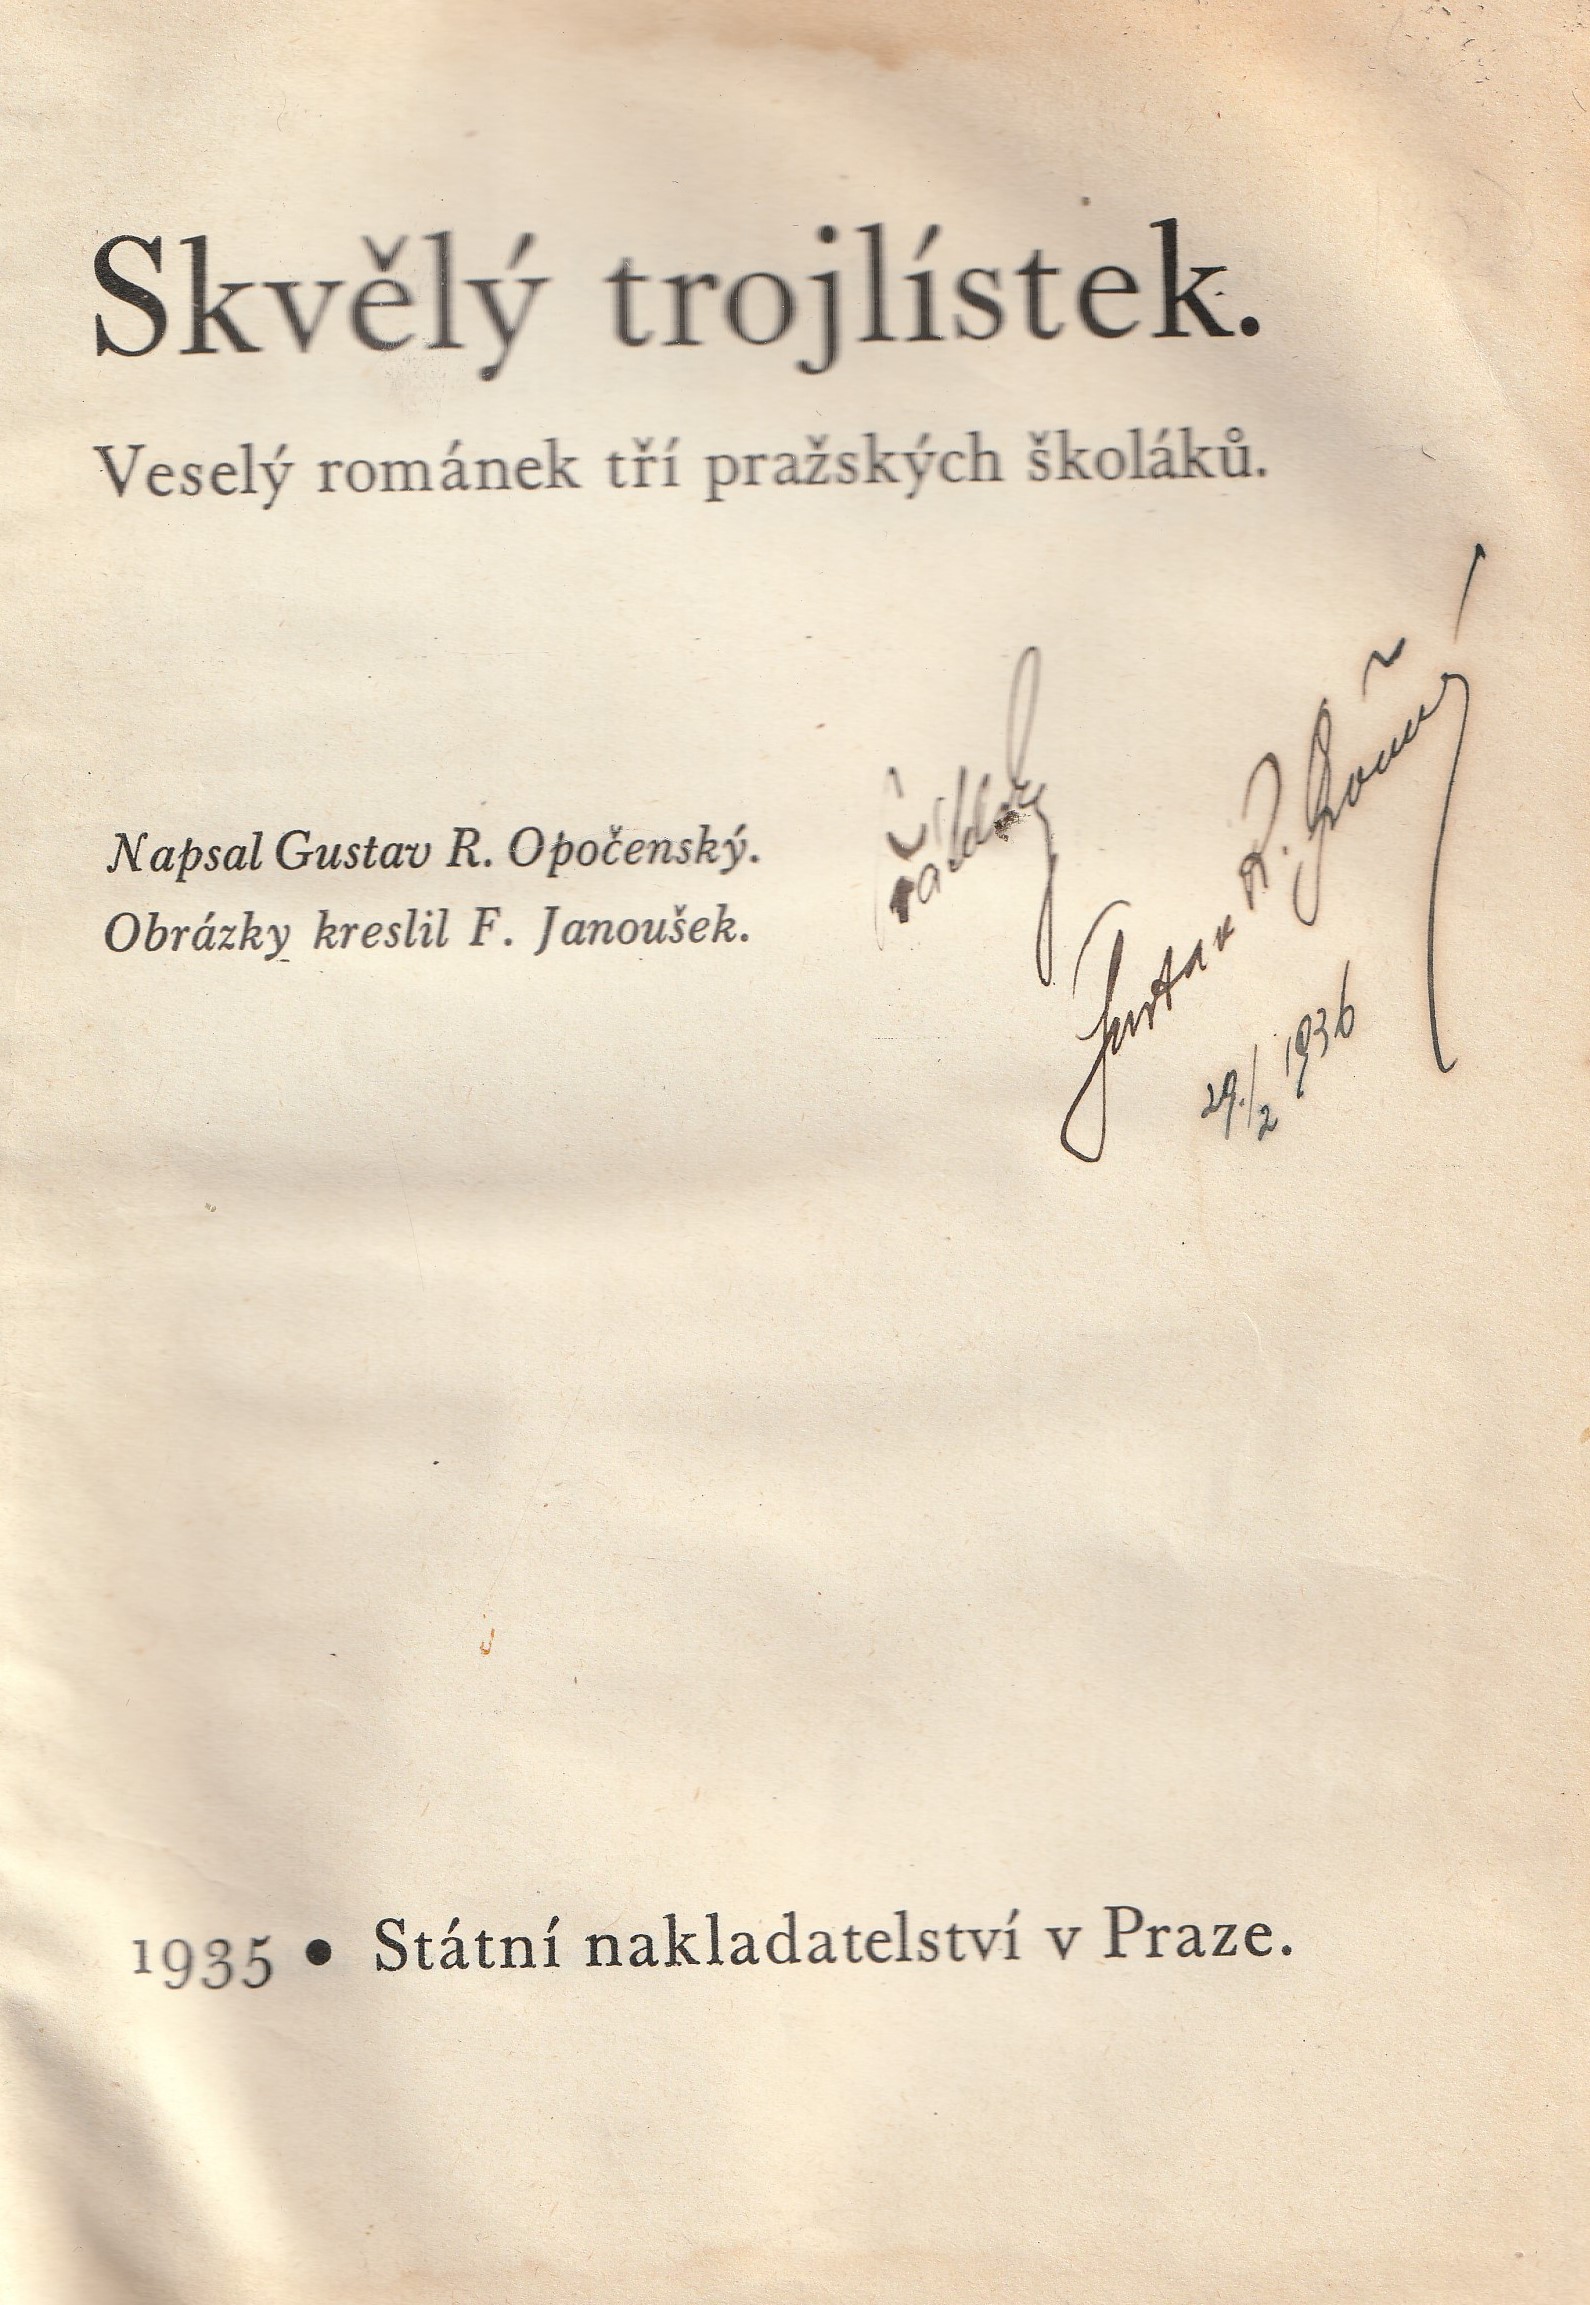 Skvělý trojlístek.
Veselý románek tří pražských školáků.
Napsal Gustav R. Opočenský.
Obrázky kreslil F. Janoušek.
Gustav R.
29./2 1936
1935 • Státní nakladatelství v Praze.